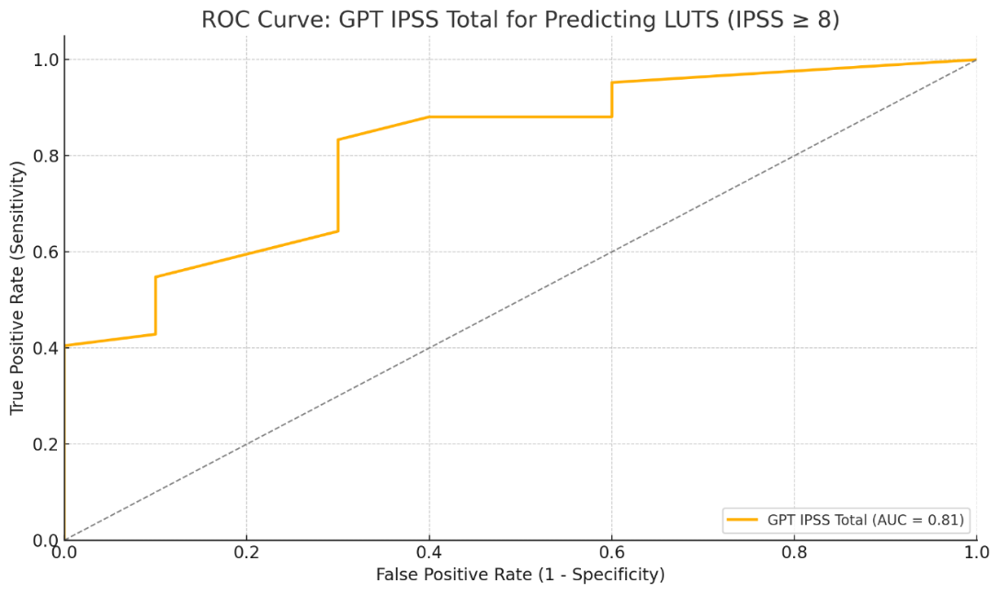 ROC Curve: GPT IPSS Total for Predicting LUTS (IPSS ≥ 8)
True Positive Rate (Sensitivity)
1.0
0.8
0.6
0.4
0.2
0.0
0.0 0.2 0.4 0.6 0.8 1.0
GPT IPSS Total (AUC = 0.81)
False Positive Rate (1 - Specificity)